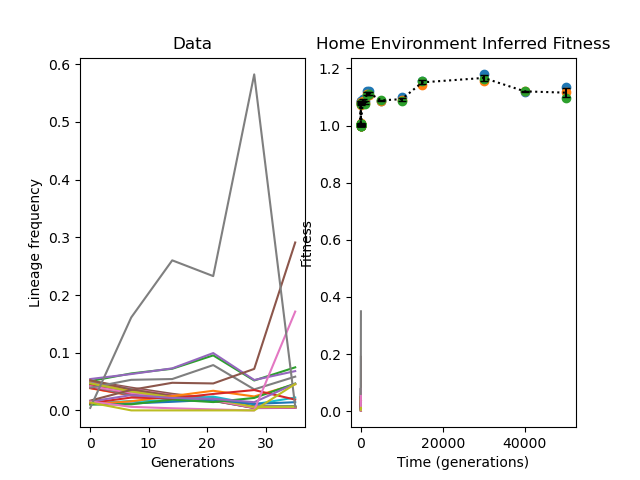 Data
Home Environment Inferred Fitness
Lineage frequency
0.6
0.5
0.4
0.3
0.2
0.1
0.0
0 10 20 30
Generations
Fitness
1.2
1.0
0.8
0.6
0.4
0.2
0.0
0 20000 40000
Time (generations)